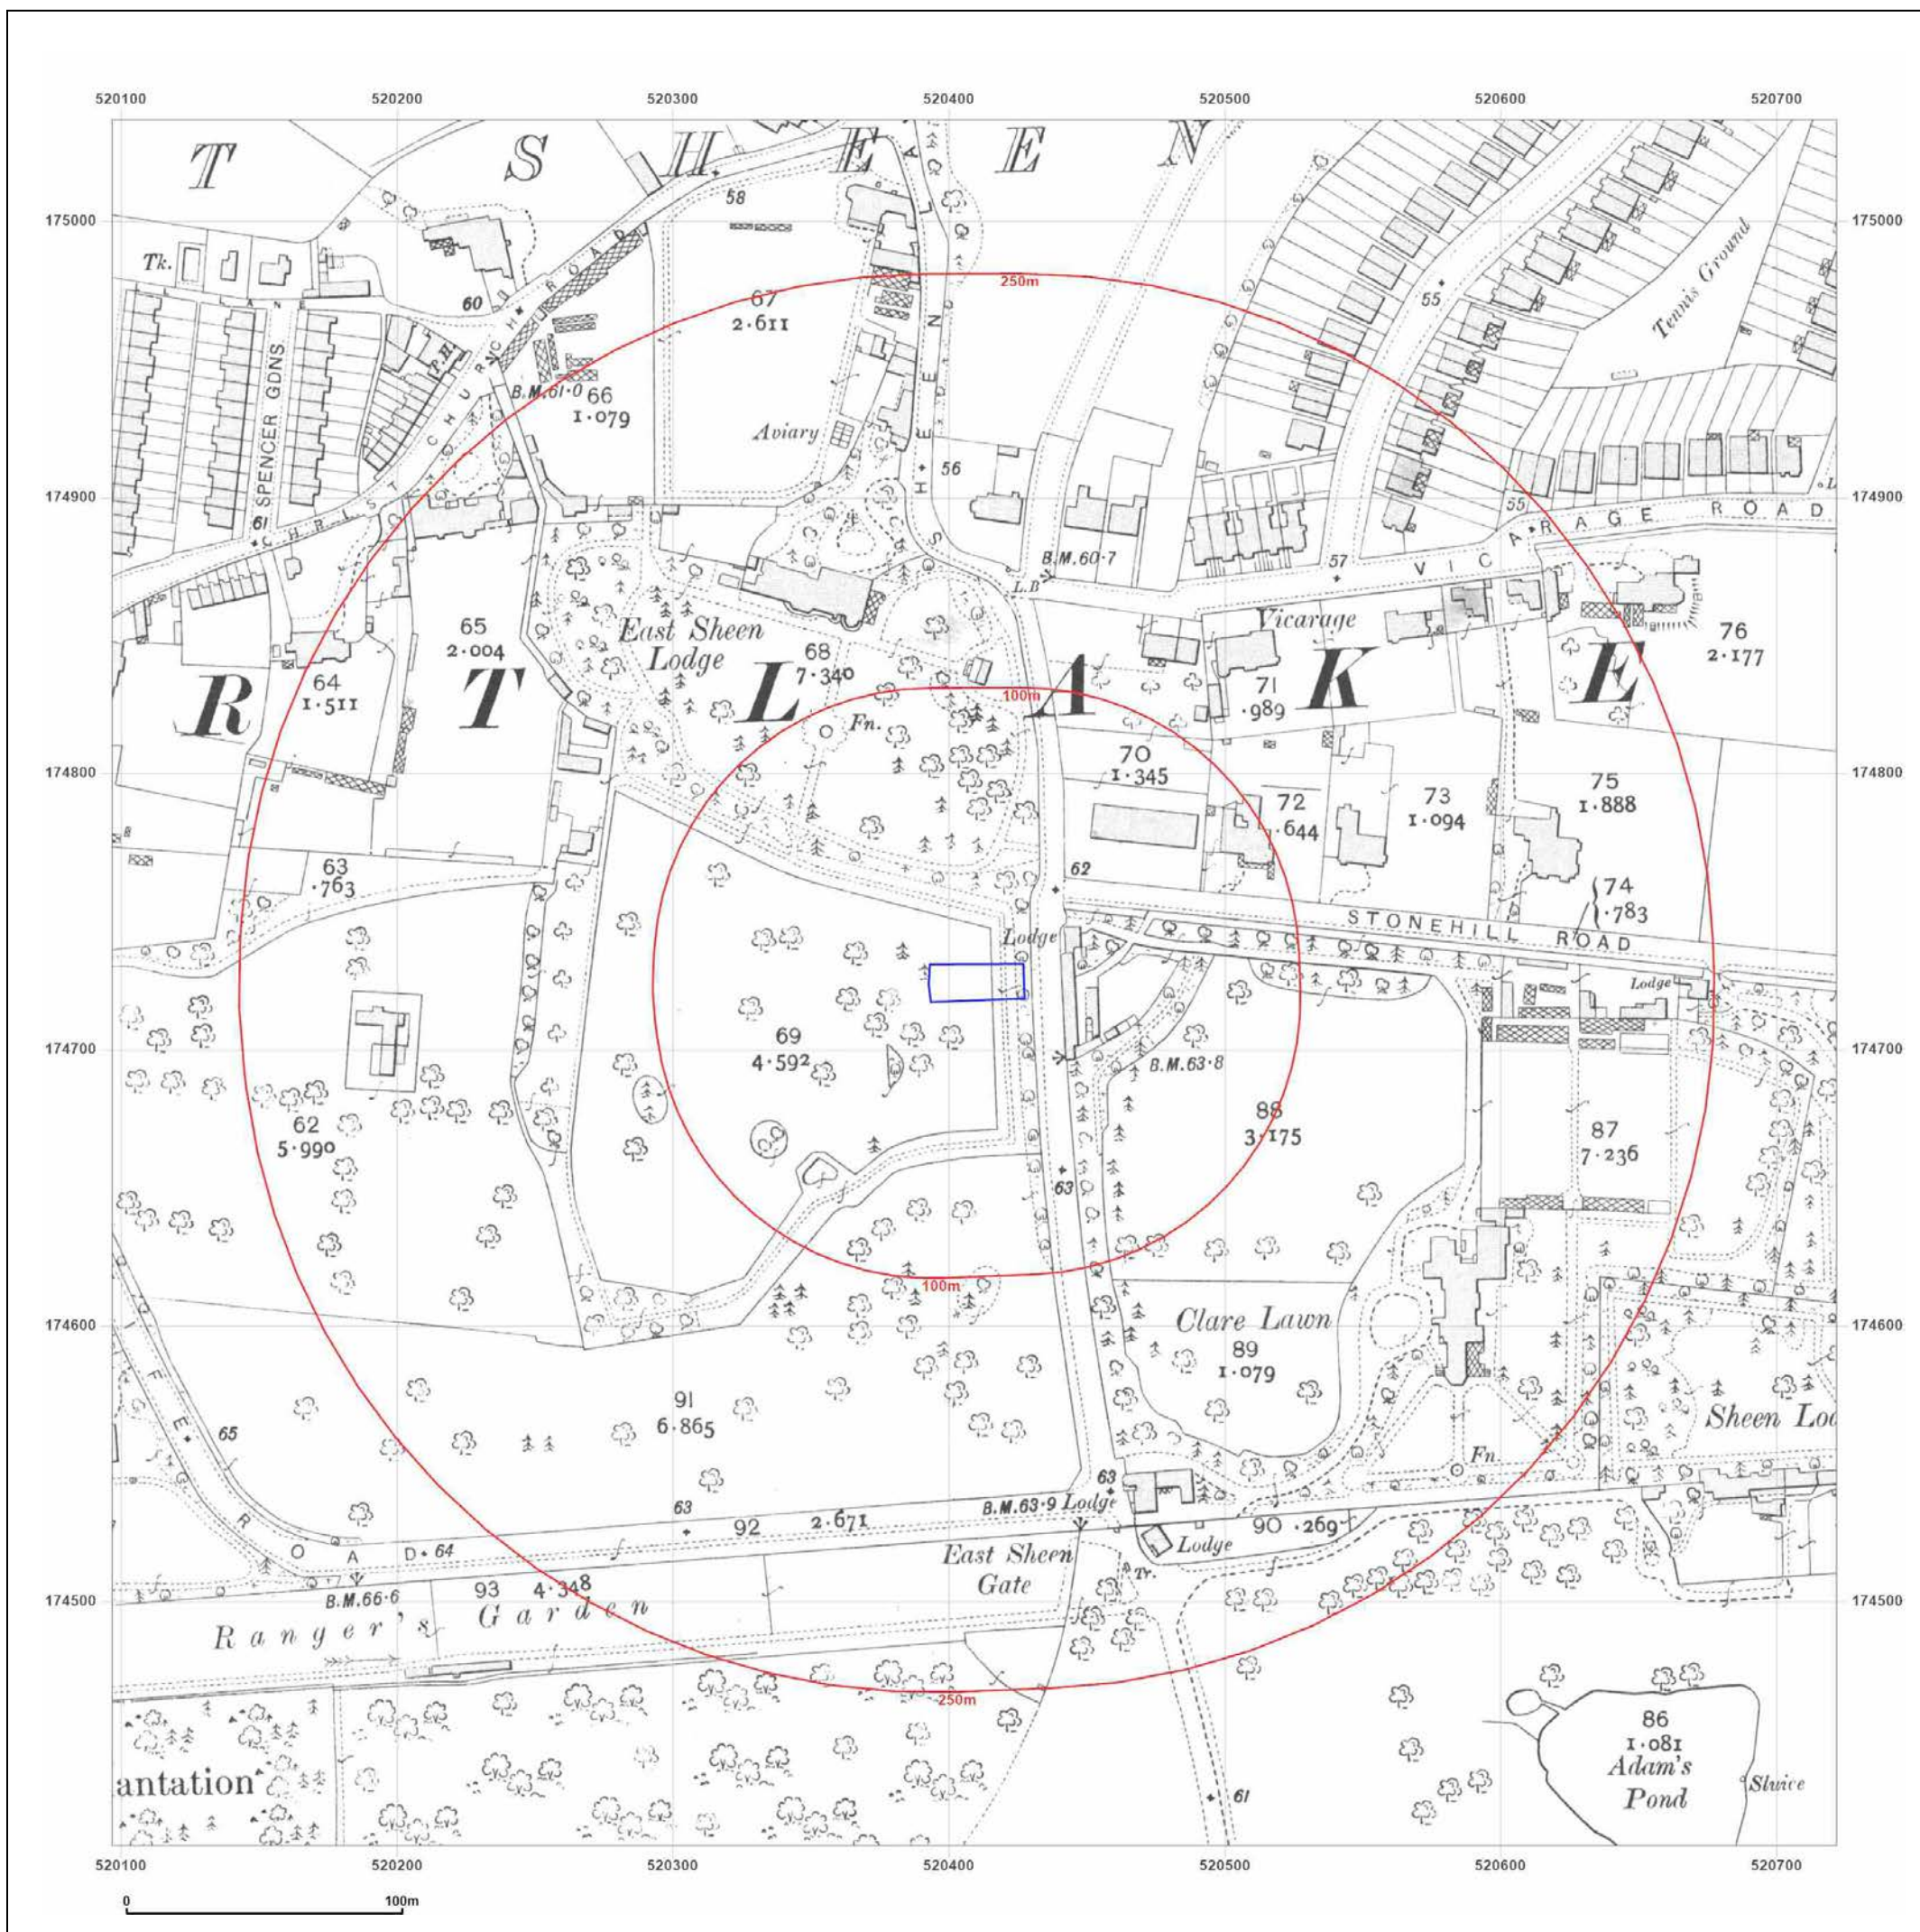 520100 520200 520300 520400 520500 520600 520700
T S H E E N
58
175000 175000
Tk.
LANE
60
CHRIST CHURCH ROAD
67
2·611
250m
55
Tennis Ground
P.H.
SPENCER GDNS
B.M.61·0
66
1·079
Aviary
SHEEN LANE
56
174900 174900
61
55
VICARAGE ROAD
B.M.60·7
57
L.B
East Sheen
Lodge
65
2·004
68
7·340
Vicarage
76
2·177
64
1·511
71
·989
R T L A K E
100m
Fn.
70
1·345
174800 174800
72
·644
73
1·094
75
1·888
63
·763
62
74
·783
STONEHILL ROAD
Lodge
Lodge
69
4·592
174700 174700
B.M.63·8
62
5·990
88
3·175
87
7·236
63
100m
174600 174600
Clare Lawn
89
1·079
91
6·865
65
Sheen Loo
Fn.
63
63
B.M.63·9 Lodge
92 2·671
90 ·269
Lodge
FIFE ROAD
64
East Sheen
Gate
Tr.
B.M.66·6
93 4·348
174500 174500
Ranger's Garden
250m
86
1·081
Adam's
Pond
Sluice
antation
61
520100 520200 520300 520400 520500 520600 520700
0 100m